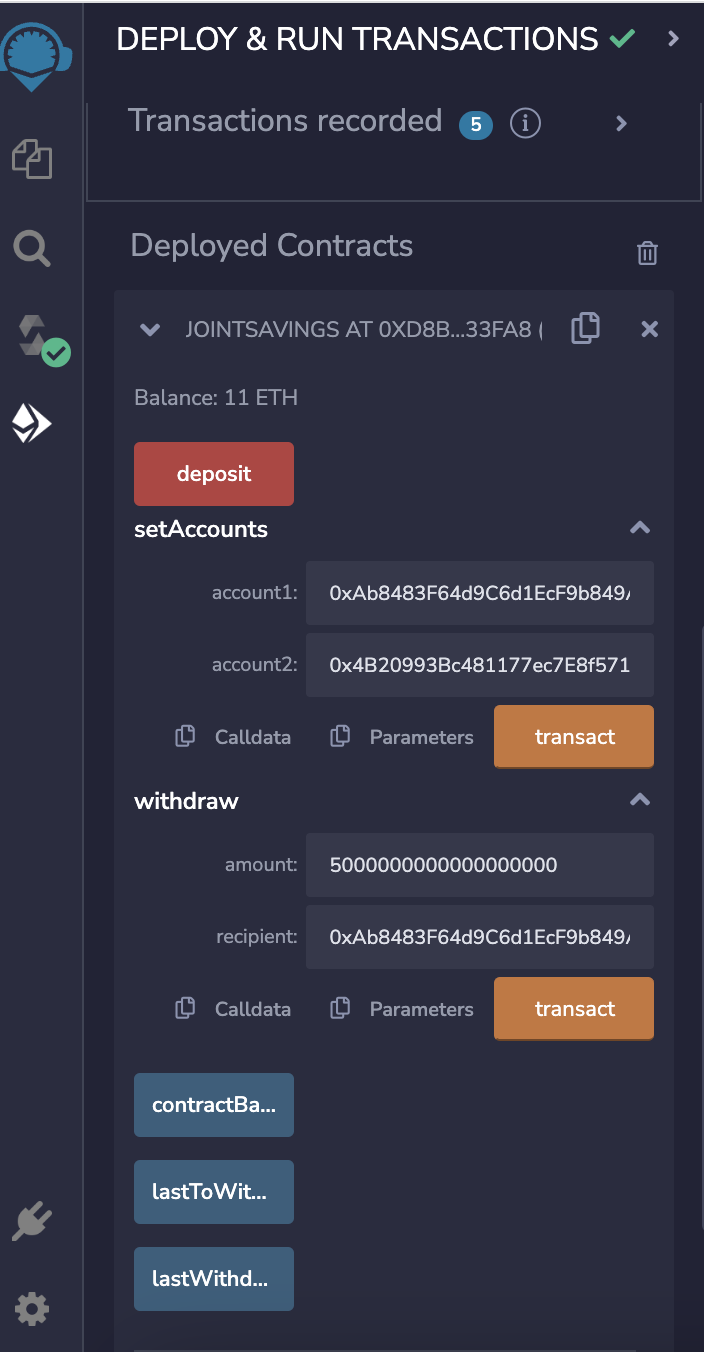 DEPLOY & RUN TRANSACTIONS
Transactions recorded 5 i
Deployed Contracts
JOINTSAVINGS AT 0XD8B...33FA8 (
Balance: 11 ETH
deposit
setAccounts
account1: 0xAb8483F64d9C6d1EcF9b849
account2: 0x4B20993Bc481177ec7E8f571
Calldata Parameters transact
withdraw
amount: 5000000000000000000
recipient: 0xAb8483F64d9C6d1EcF9b849
Calldata Parameters transact
contractBa...
lastToWit...
lastWithd...